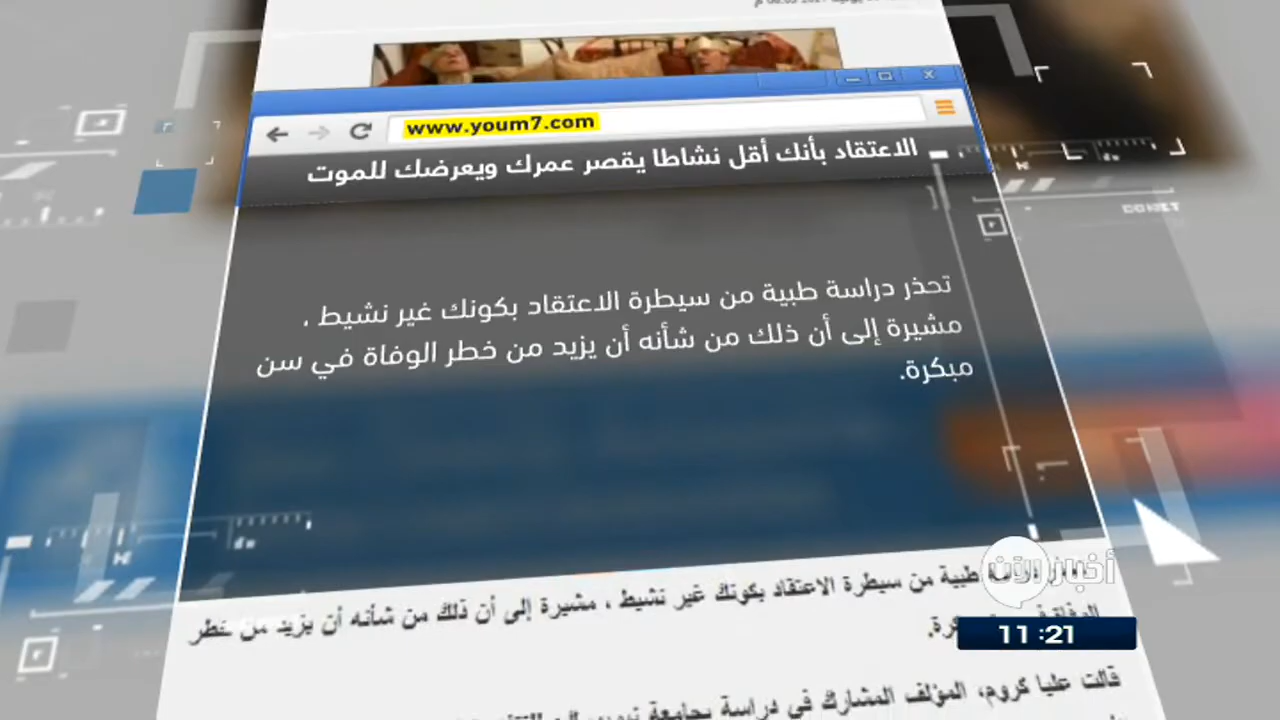 www.youm7.com
الاعتقاد بأنك أقل نشاطا يقصر عمرك ويعرضك للموت
تحذر دراسة طبية من سيطرة الاعتقاد بكونك غير نشيط ،
مشيرة إلى أن ذلك من شأنه أن يزيد من خطر الوفاة في سن
مبكرة.
طبية من سيطرة الاعتقاد بكونك غير نشيط ، مشيرة إلى أن ذلك من شأنه أن يزيد من خطر
أخبار الآن
11:21
قالت عليا كروم، المؤلف المشارك في دراسة بجامعة